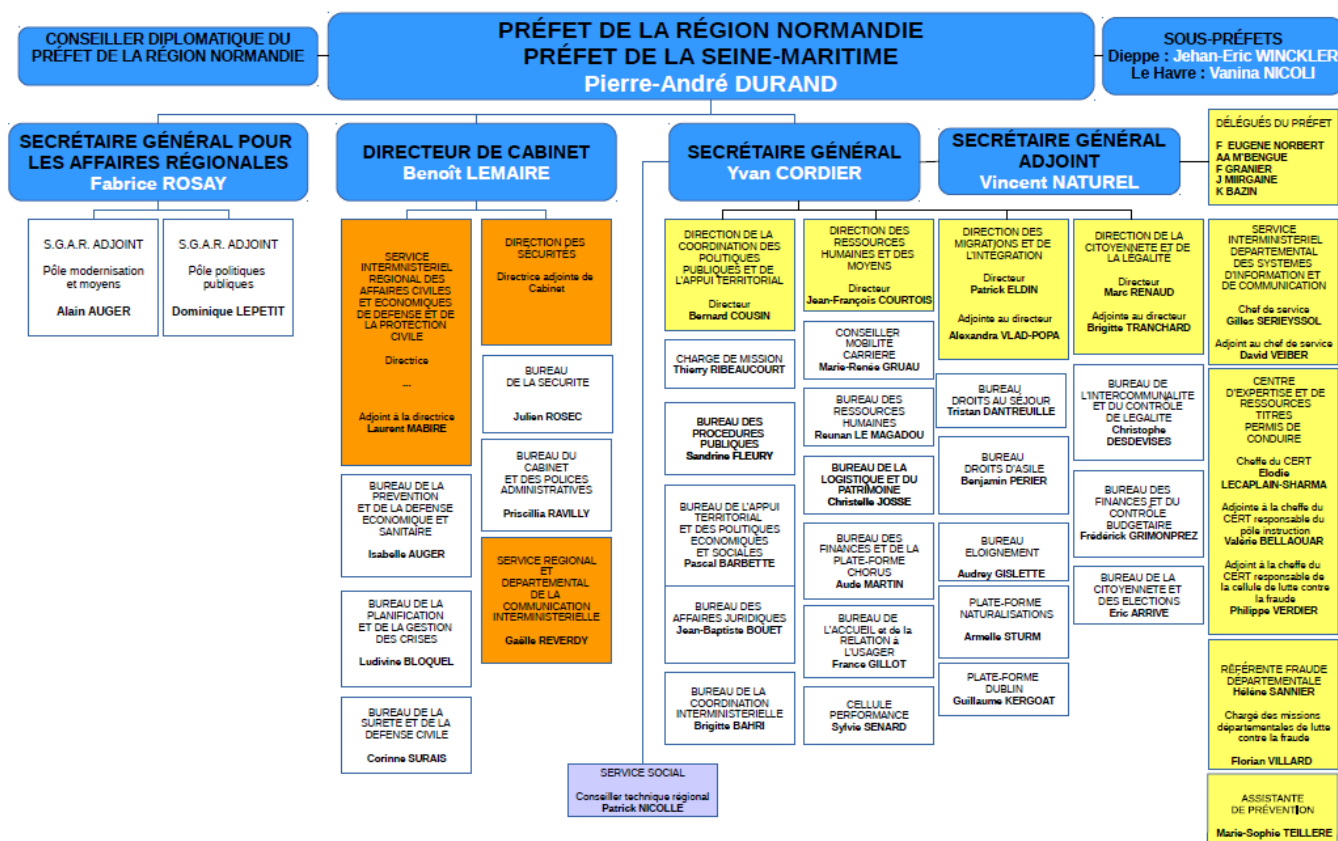 CONSEILLER DIPLOMATIQUE DU
PRÉFET DE LA RÉGION NORMANDIE
PRÉFET DE LA RÉGION NORMANDIE
PRÉFET DE LA SEINE-MARITIME
Pierre-André DURAND
SOUS-PRÉFETS
Dieppe : Jehan-Eric WINCKLER
Le Havre : Vanina NICOLI
SECRÉTAIRE GÉNÉRAL POUR
LES AFFAIRES RÉGIONALES
Fabrice ROSAY
DIRECTEUR DE CABINET
Benoît LEMAIRE
SECRÉTAIRE GÉNÉRAL
Yvan CORDIER
SECRÉTAIRE GÉNÉRAL
ADJOINT
Vincent NATUREL
DÉLÉGUÉS DU PRÉFET
F EUGENE NORBERT
AA M'BENGUE
F GRANIER
J MIIRGAINE
K BAZIN
S.G.A.R. ADJOINT
Pôle modernisation
et moyens
Alain AUGER
S.G.A.R. ADJOINT
Pôle politiques
publiques
Dominique LEPETIT
SERVICE
INTERMNISTERIEL
REGIONAL DES
AFFAIRES CIVILES
ET ECONOMIQUES
DE DEFENSE ET DE
LA PROTECTION
CIVILE
Directrice
...
Adjoint à la directrice
Laurent MABIRE
BUREAU DE LA
PREVENTION
ET DE LA DEFENSE
ECONOMIQUE ET
SANITAIRE
Isabelle AUGER
BUREAU DE LA
PLANIFICATION
ET DE LA GESTION
DES CRISES
Ludivine BLOQUEL
BUREAU DE LA
SURETE ET DE LA
DEFENSE CIVILE
Corinne SURAIS
DIRECTION DES
SÉCURITÉS
Directrice adjointe de
Cabinet
BUREAU
DE LA SECURITE
Julien ROSEC
BUREAU DU
CABINET
ET DES POLICES
ADMINISTRATIVES
Priscillia RAVILLY
SERVICE REGIONAL
ET
DEPARTEMENTAL
DE LA
COMMUNICATION
INTERMINISTERIELLE
Gaëlle REVERDY
DIRECTION DE LA
COORDINATION DES
POLITIQUES
PUBLIQUES ET DE
L'APPUI TERRITORIAL
Directeur
Bernard COUSIN
CHARGE DE MISSION
Thierry RIBEAUCOURT
BUREAU DES
PROCEDURES
PUBLIQUES
Sandrine FLEURY
BUREAU DE L'APPUI
TERRITORIAL
ET DES POLITIQUES
ECONOMIQUES
ET SOCIALES
Pascal BARBETTE
BUREAU DES
AFFAIRES JURIDIQUES
Jean-Baptiste BOUET
BUREAU DE LA
COORDINATION
INTERMINISTERIELLE
Brigitte BAHRI
DIRECTION DES
RESSOURCES
HUMAINES ET DES
MOYENS
Directeur
Jean-François COURTOIS
CONSEILLER
MOBILITE
CARRIERE
Marie-Renée GRUAU
BUREAU DES
RESSOURCES
HUMAINES
Reunan LE MAGADOU
BUREAU DE LA
LOGISTIQUE ET DU
PATRIMOINE
Christelle JOSSE
BUREAU DES
FINANCES ET DE LA
PLATE-FORME
CHORUS
Aude MARTIN
BUREAU DE
L'ACCUEIL et de la
RELATION à
L'USAGER
France GILLOT
CELLULE
PERFORMANCE
Sylvie SENARD
DIRECTION DES
MIGRATIONS ET DE
L'INTÉGRATION
Directeur
Patrick ELDIN
Adjointe au directeur
Alexandra VLAD-POPA
BUREAU
DROITS AU SÉJOUR
Tristan DANTREUILLE
BUREAU
DROITS D'ASILE
Benjamin PERIER
BUREAU
ELOIGNEMENT
Audrey GISLETTE
PLATE-FORME
NATURALISATIONS
Armelle STURM
PLATE-FORME
DUBLIN
Guillaume KERGOAT
DIRECTION DE LA
CITOYENNETE ET DE
LA LÉGALITÉ
Directeur
Marc RENAUD
Adjointe au directeur
Brigitte TRANCHARD
BUREAU DE
L'INTERCOMMUNALITE
ET DU CONTRÔLE
DE LEGALITE
Christophe
DESDEVISES
BUREAU DES
FINANCES ET DU
CONTRÔLE
BUDGETAIRE
Frédérick GRIMONPREZ
BUREAU DE LA
CITOYENNETE ET
DES ELECTIONS
Eric ARRIVE
SERVICE
INTERMINISTERIEL
DEPARTEMENTAL
DES SYSTEMES
D'INFORMATION ET
DE COMMUNICATION
Chef de service
Gilles SERIEYSSOL
Adjoint au chef de service
David VEIBER
CENTRE
D'EXPERTISE ET DE
RESSOURCES
TITRES
PERMIS DE
CONDUIRE
Cheffe du CERT
Elodie
LECAPLAIN-SHARMA
Adjointe à la cheffe du
CERT responsable du
pôle instruction
Valérie BELLAOUAR
Adjoint à la cheffe du
CERT responsable de
la cellule de lutte contre
la fraude
Philippe VERDIER
RÉFÉRENTE FRAUDE
DÉPARTEMENTALE
Hélène SANNIER
Chargé des missions
départementales de lutte
contre la fraude
Florian VILLARD
ASSISTANTE
DE PRÉVENTION
Marie-Sophie TEILLERE
SERVICE SOCIAL
Conseiller technique régional
Patrick NICOLLE